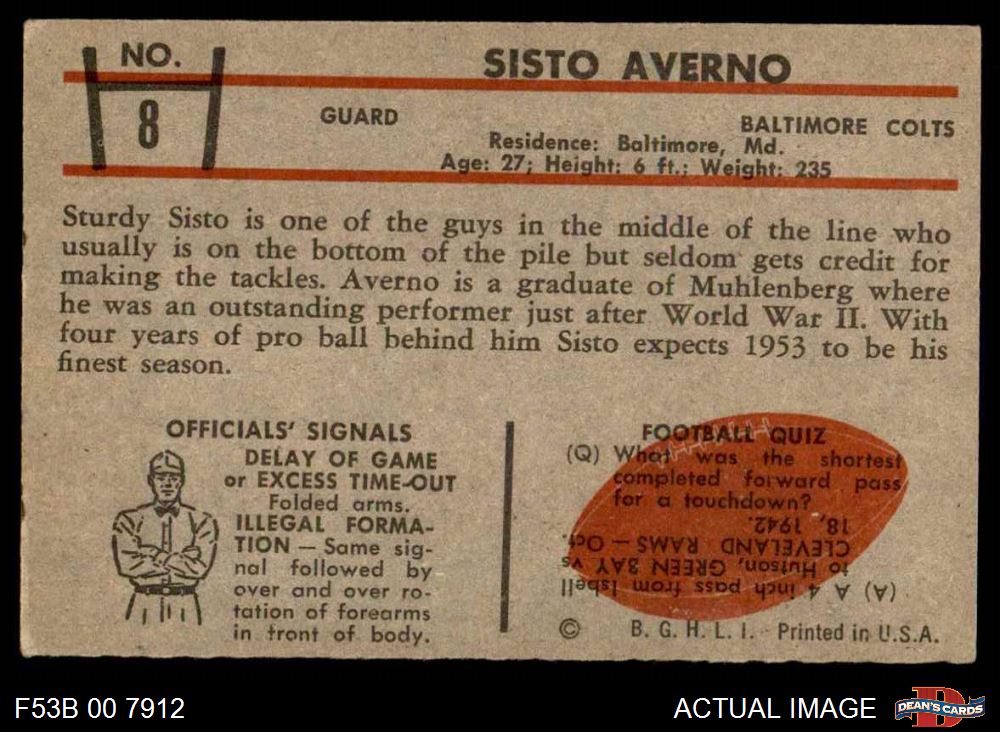 NO.
8
SISTO AVERNO
GUARD
BALTIMORE COLTS
Residence: Baltimore, Md.
Age: 27; Height: 6 ft.; Weight: 235
Sturdy Sisto is one of the guys in the middle of the line who
usually is on the bottom of the pile but seldom gets credit for
making the tackles. Averno is a graduate of Muhlenberg where
he was an outstanding performer just after World War II. With
four years of pro ball behind him Sisto expects 1953 to be his
finest season.
OFFICIALS' SIGNALS
DELAY OF GAME
or EXCESS TIME-OUT
Folded arms.
ILLEGAL FORMA-
TION — Same sig-
nal followed by
over and over ro-
tation of forearms
in front of body.
FOOTBALL QUIZ
(Q) What was the shortest
completed forward pass
for a touchdown?
(A) A 4 inch pass from Isbell
to Hutson, GREEN BAY vs
CLEVELAND RAMS — Oct.
18, 1942.
© B. G. H. L. I. Printed in U.S.A.
F53B 00 7912
ACTUAL IMAGE
DEAN'S CARDS